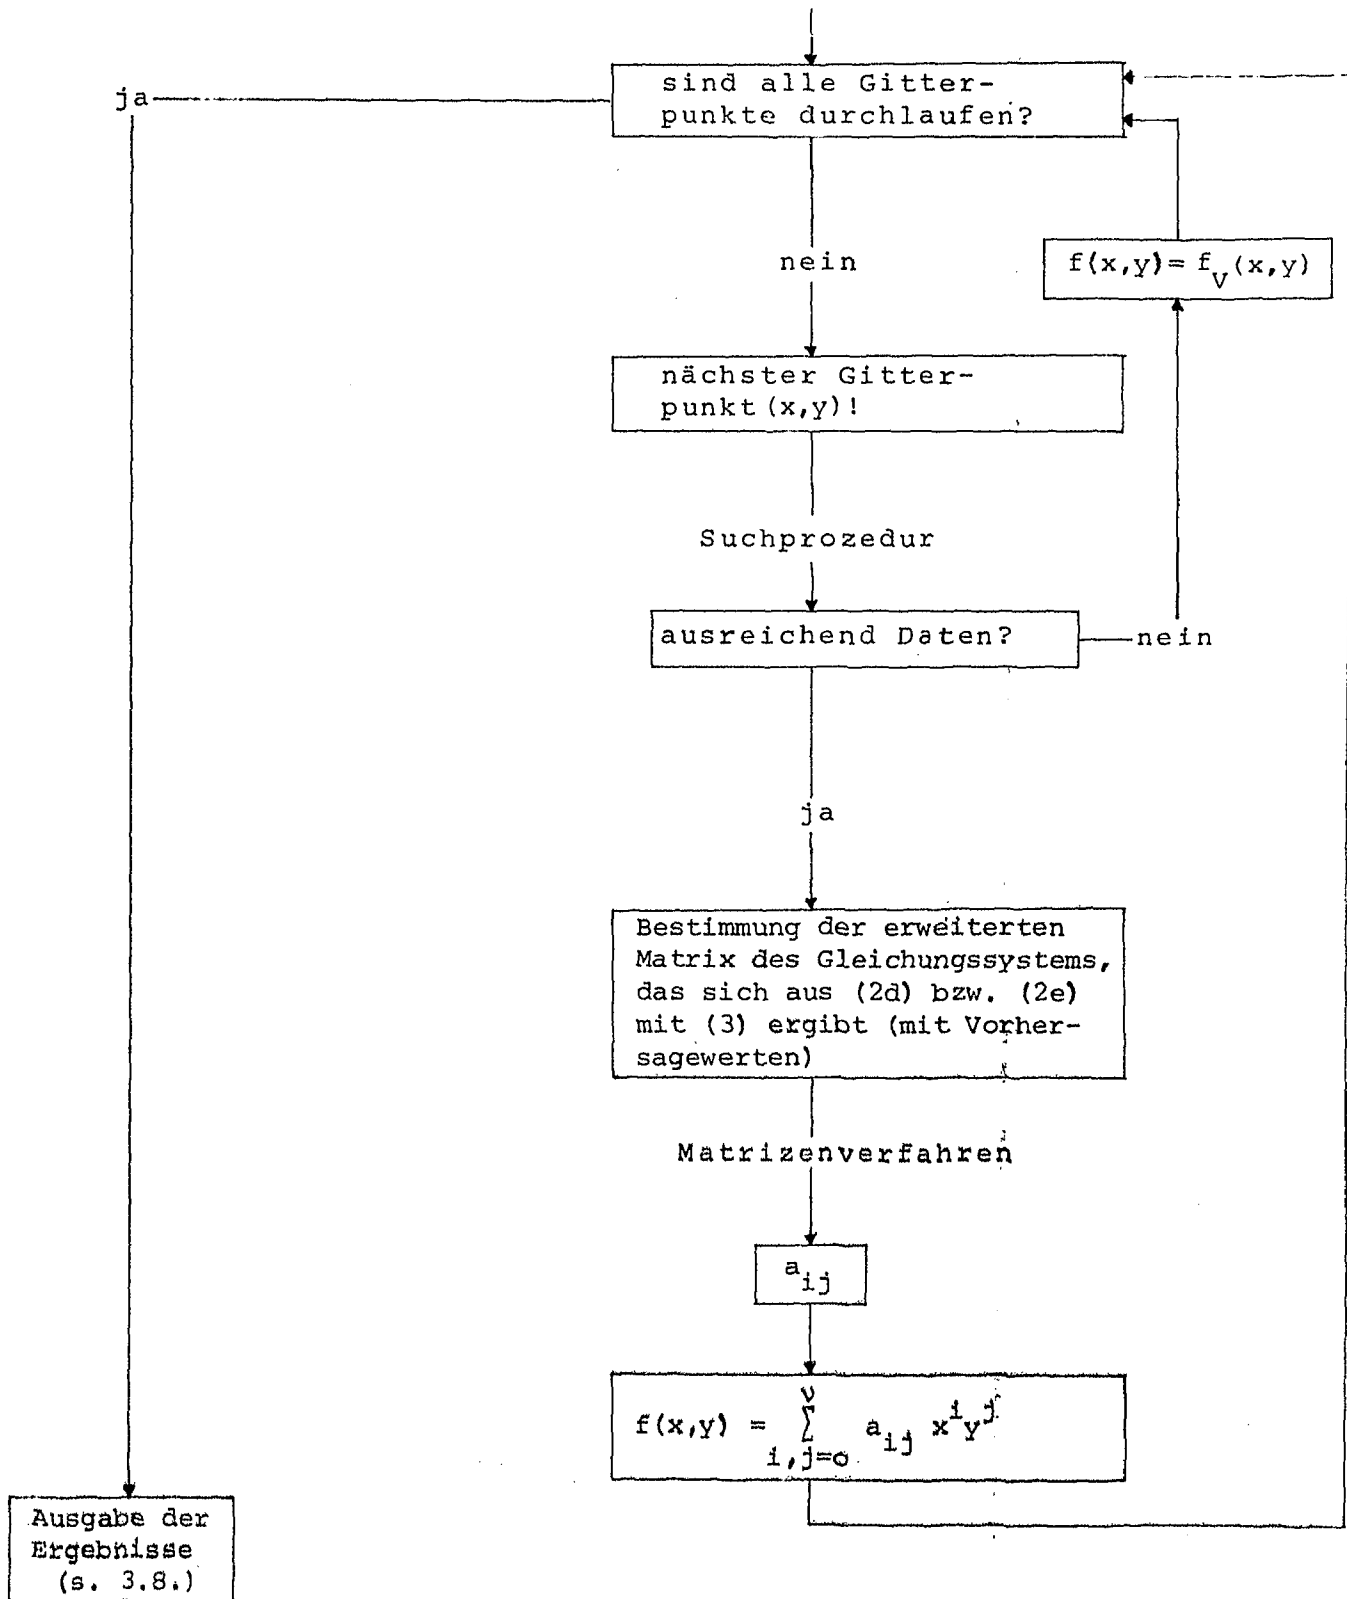 sind alle Gitter-
punkte durchlaufen?
ja
nein
f(x,y)= f_V(x,y)
nächster Gitter-
punkt(x,y)!
Suchprozedur
ausreichend Daten?
nein
ja
Bestimmung der erweiterten
Matrix des Gleichungssystems,
das sich aus (2d) bzw. (2e)
mit (3) ergibt (mit Vorher-
sagewerten)
Matrizenverfahren
a_ij
f(x,y) = ∑_{i,j=o}^{ν} a_ij x^i y^j
Ausgabe der
Ergebnisse
(s. 3.8.)